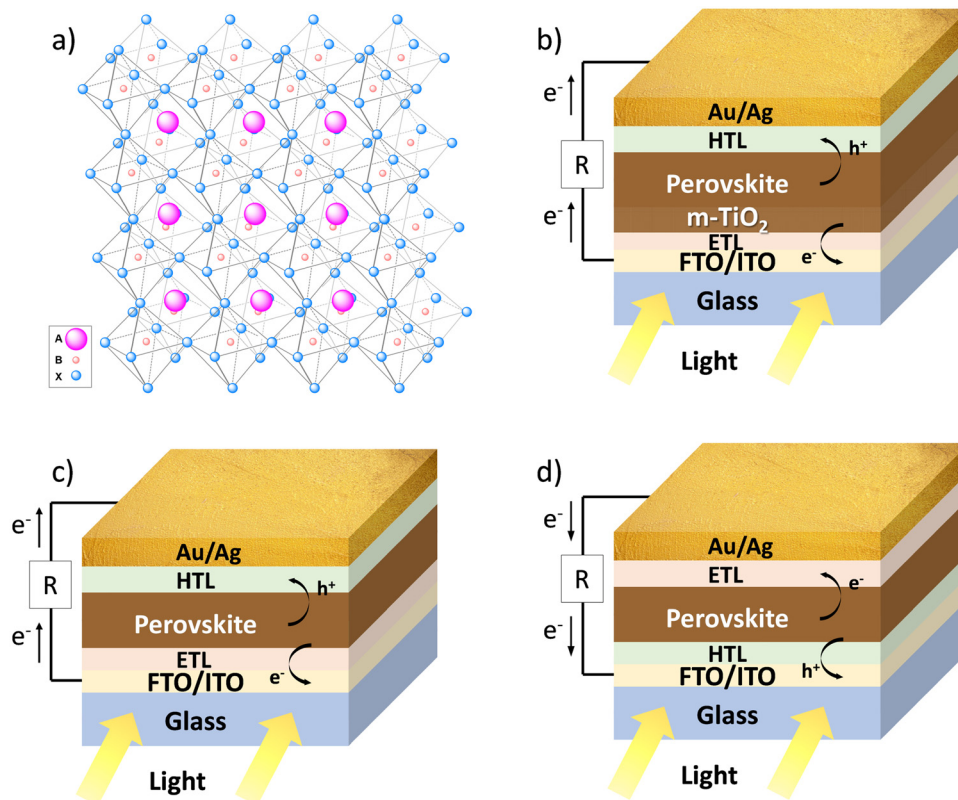 a)
A
B
X
b)
e-
R
e-
Au/Ag
HTL
h+
Perovskite
m-TiO₂
ETL
e-
FTO/ITO
Glass
Light
c)
e-
R
e-
Au/Ag
HTL
h+
Perovskite
ETL
e-
FTO/ITO
Glass
Light
d)
e-
R
e-
Au/Ag
ETL
e-
Perovskite
HTL
h+
FTO/ITO
Glass
Light